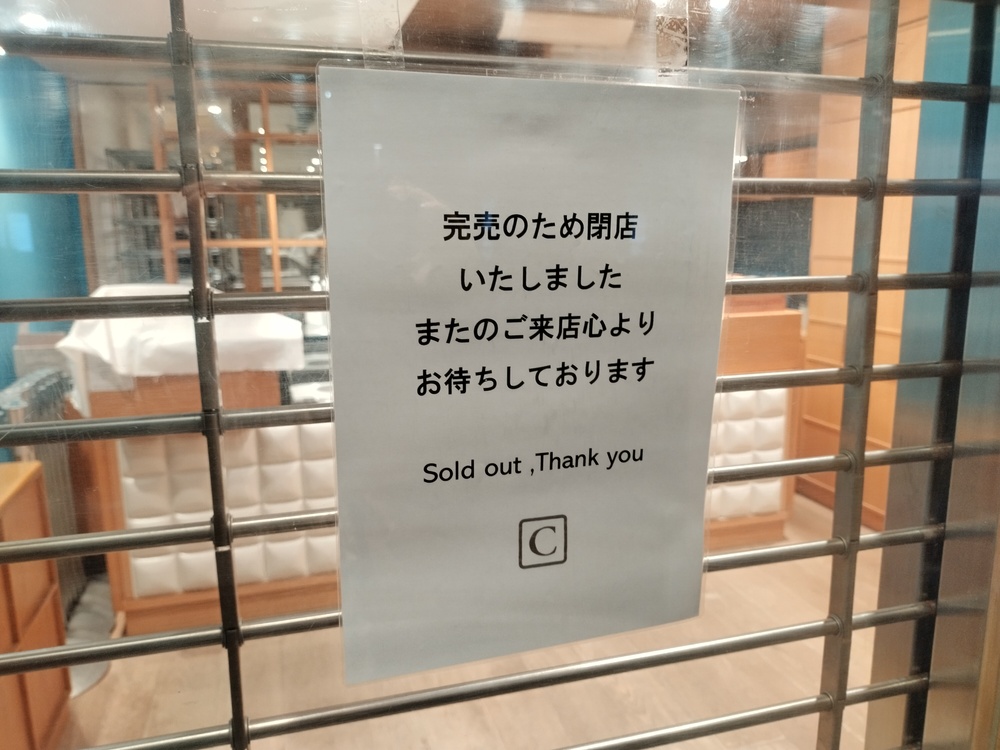 完売のため閉店
いたしました
またのご来店心より
お待ちしております
Sold out ,Thank you
C